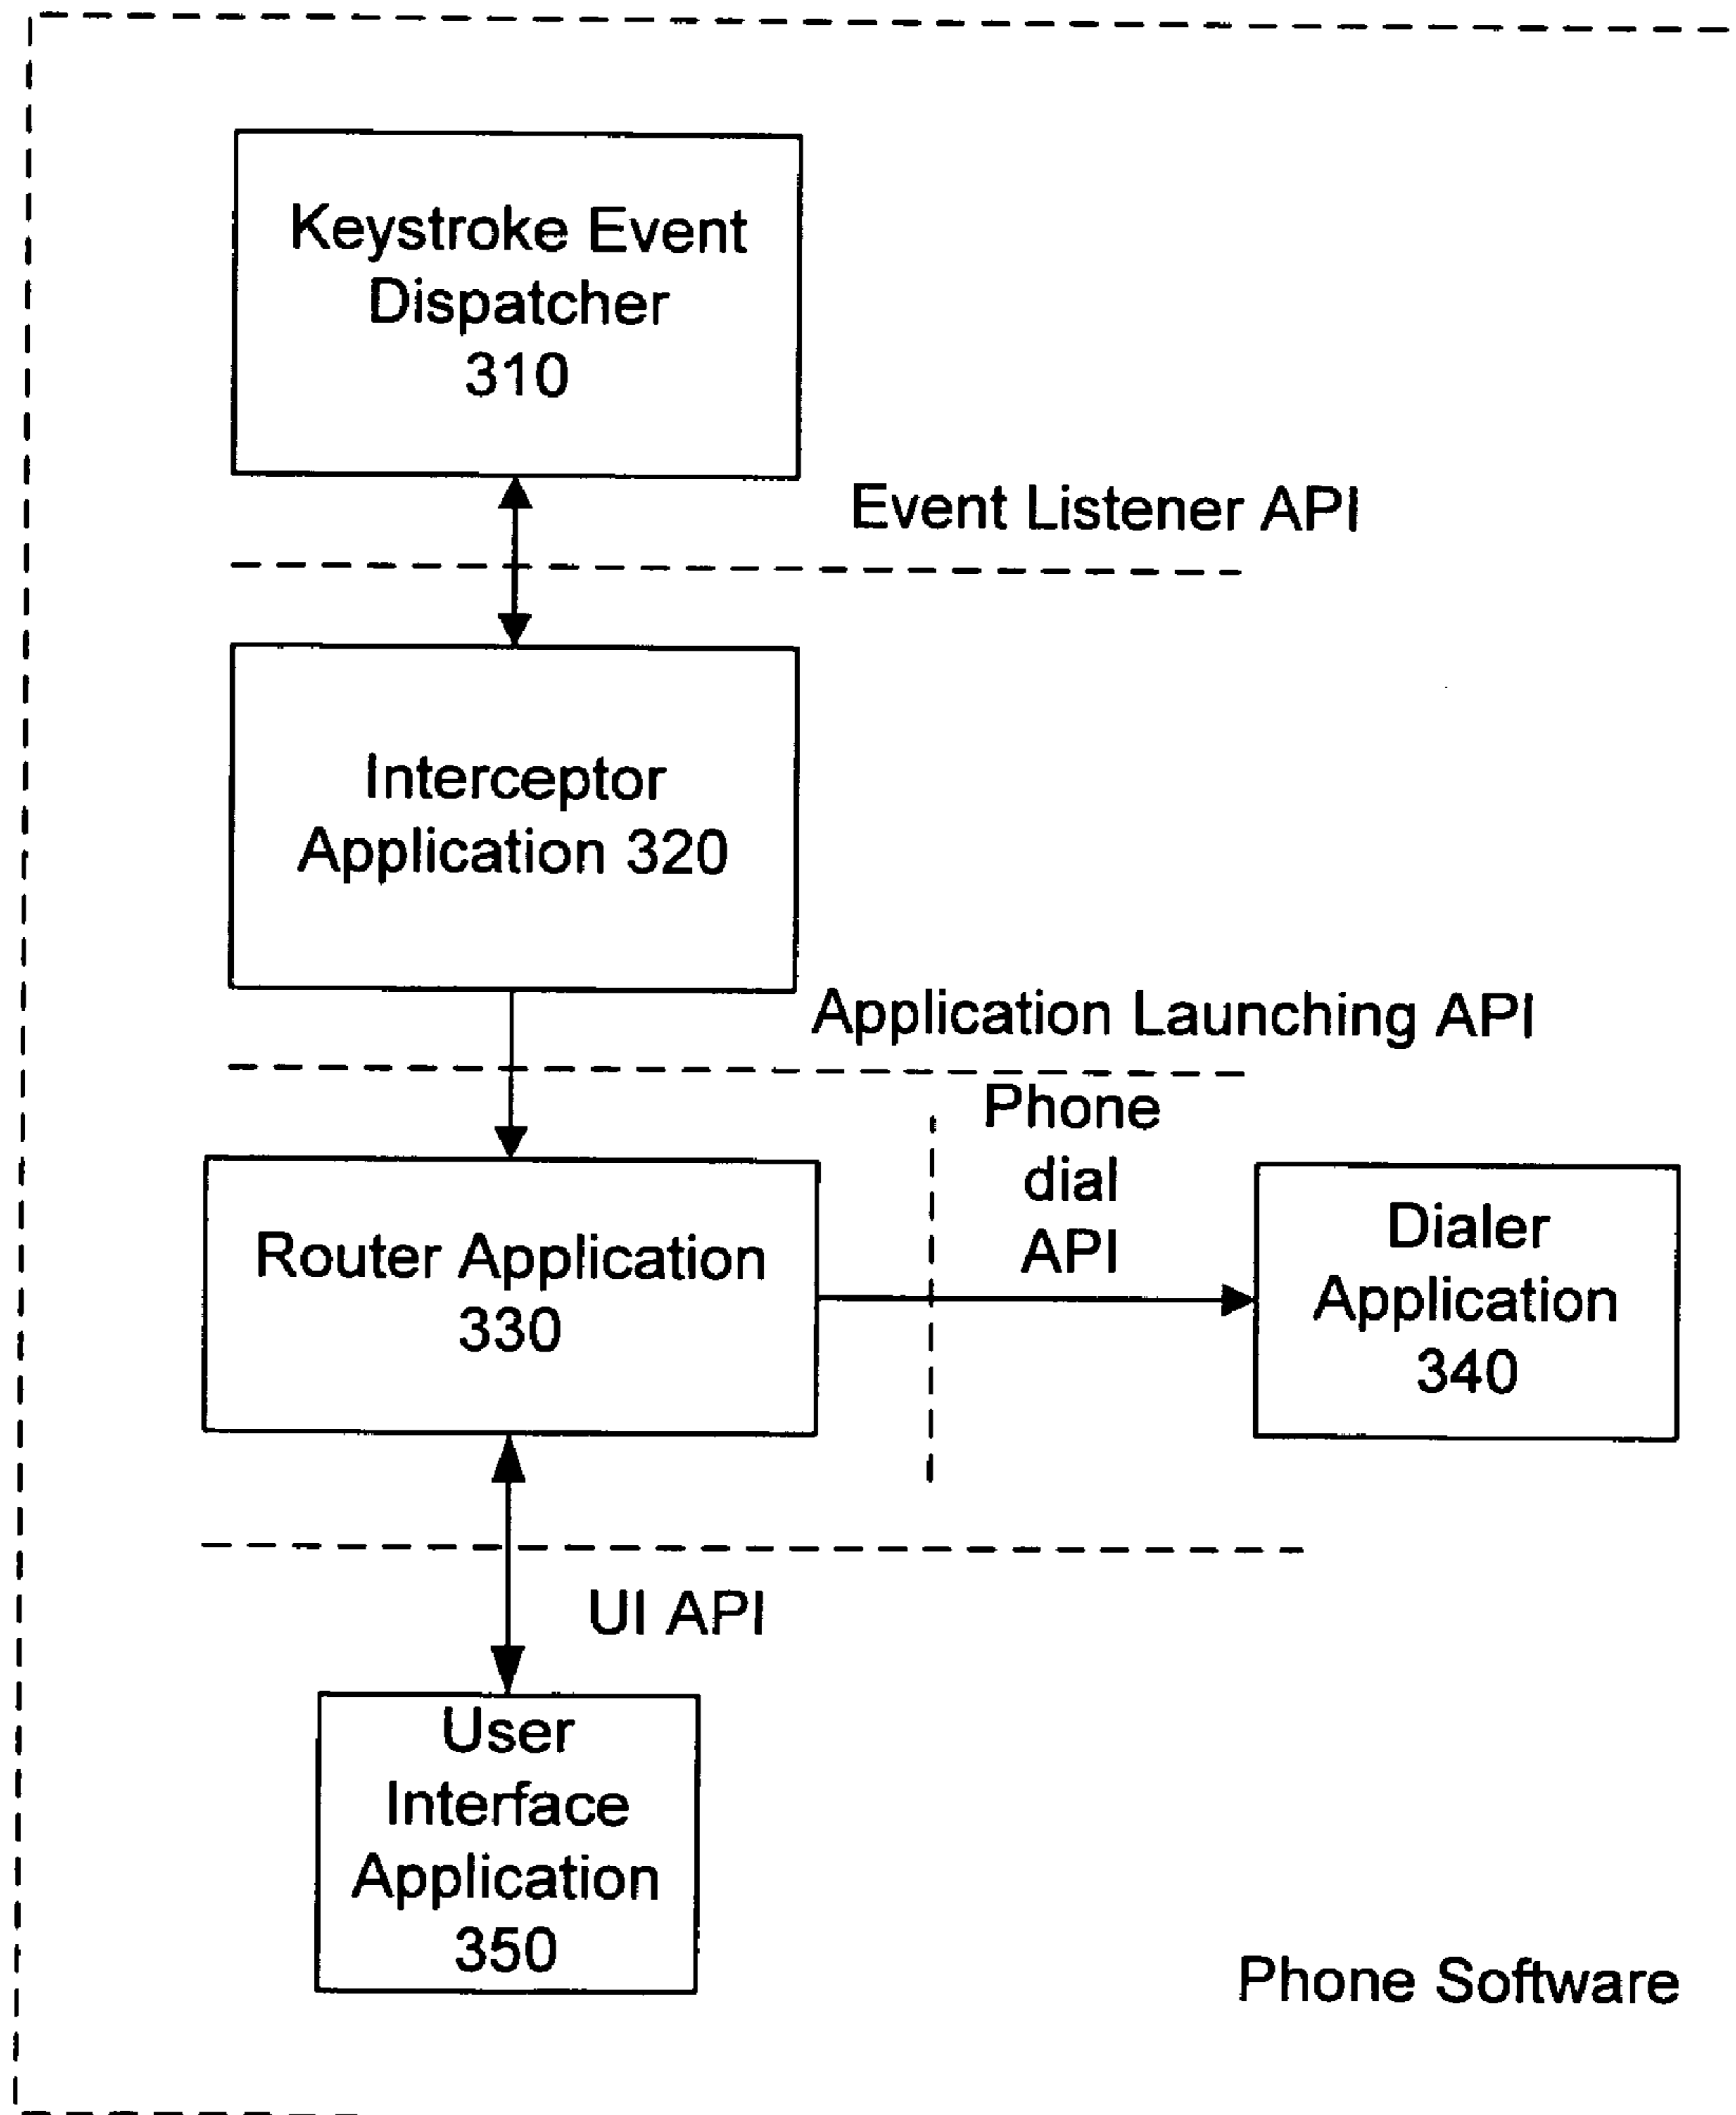 Keystroke Event
Dispatcher
310
Event Listener API
Interceptor
Application 320
Application Launching API
Phone
dial
API
Router Application
330
Dialer
Application
340
UI API
User
Interface
Application
350
Phone Software